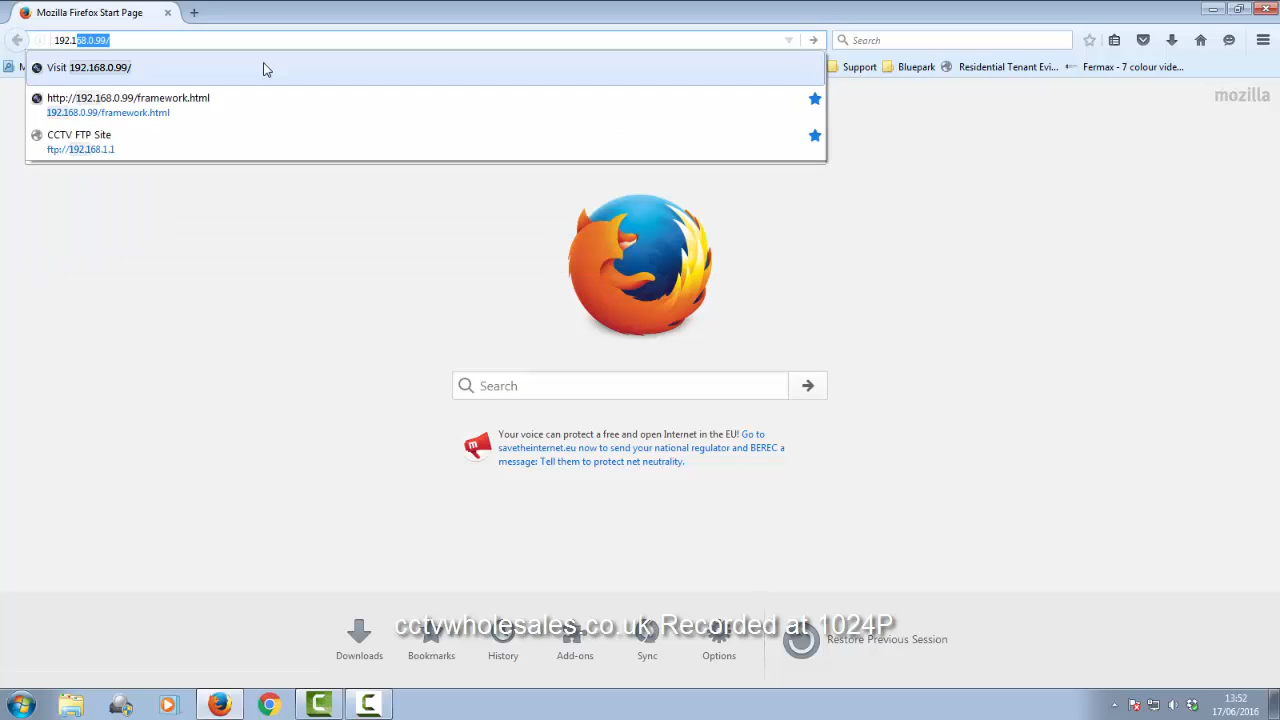 Mozilla Firefox Start Page
192.168.0.99/
Search
Visit 192.168.0.99/
http://192.168.0.99/framework.html
192.168.0.99/framework.html
CCTV FTP Site
ftp://192.168.1.1
Support
Bluepark
Residential Tenant Evi...
Fermax - 7 colour vide...
mozilla
Search
Your voice can protect a free and open Internet in the EU! Go to
savetheinternet.eu now to send your national regulator and BEREC a
message: Tell them to protect net neutrality.
cctvwholesales.co.uk Recorded at 1024P
Restore Previous Session
Downloads
Bookmarks
History
Add-ons
Sync
Options
13:52
17/06/2016